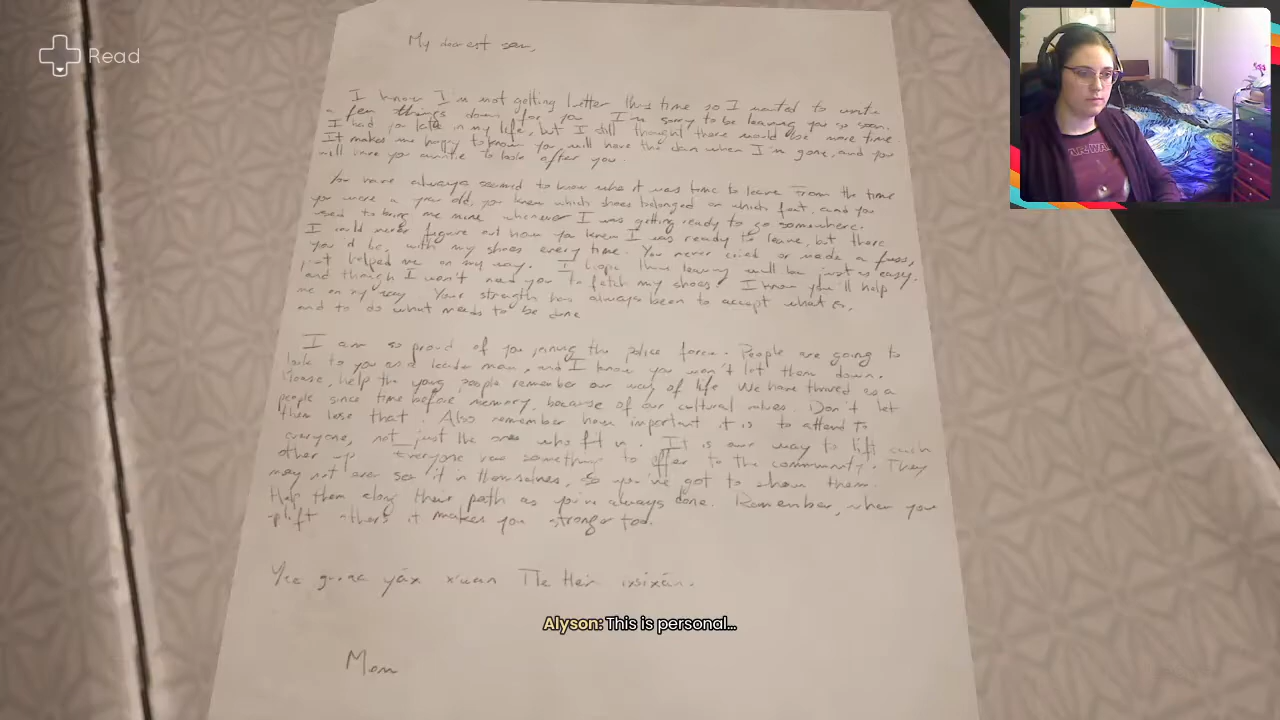 Read
My dearest son,
I know I'm not getting better this time so I wanted to write
a few things down for you. I'm sorry to be leaving you so soon.
I had you late in my life, but I still thought there would be more time.
It makes me happy to know you will have the clan when I'm gone, and you
will have your auntie to look after you.
You have always seemed to know when it was time to leave. From the time
you were a year old, you knew which shoes belonged on which feet, and you
used to bring me mine whenever I was getting ready to go somewhere.
I could never figure out how you knew I was ready to leave, but there
you'd be, with my shoes every time. You never cried or made a fuss,
just helped me on my way. I hope this leaving will be just as easy,
and though I won't need you to fetch my shoes, I know you'll help
me on my way. Your strength has always been to accept what is,
and to do what needs to be done
I am so proud of you joining the police force. People are going to
look to you as a leader man, and I know you won't let them down.
Please, help the young people remember our way of life. We have thrived as a
people since time before memory, because of our cultural values. Don't let
them lose that. Also remember how important it is to attend to
everyone, not just the ones who fit in. It is our way to lift each
other up. Everyone has something to offer to the community. They
may not ever see it in themselves, so you've got to show them.
Help them along their path as you've always done. Remember, when you
uplift others it makes you stronger too.
yáx x'wan ixsixán.
Alyson: This is personal...
Mom
STAR WARS